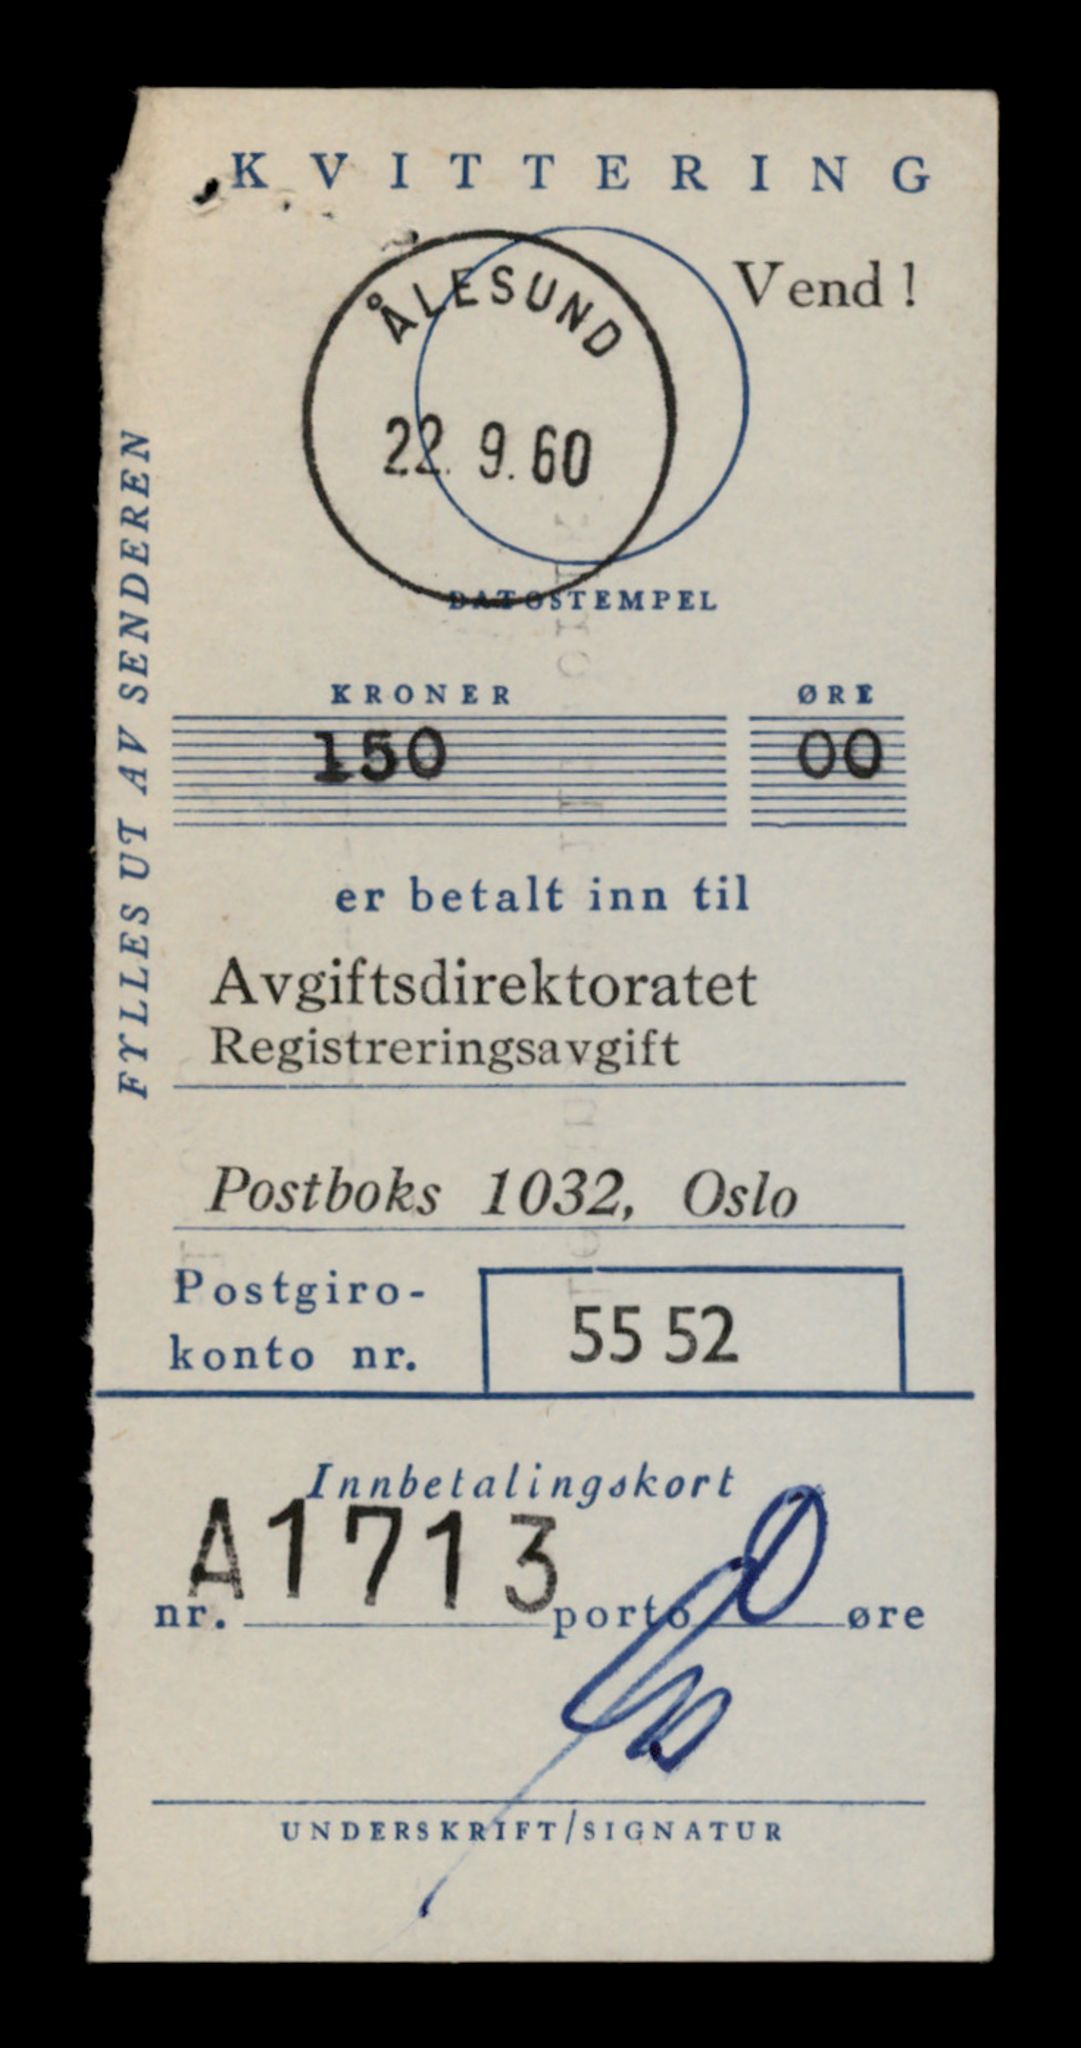 KVITTERING
Vend !
ÅLESUND
22. 9. 60
DATOSTEMPEL
FYLLES UT AV SENDEREN
KRONER ØRE
150 00
er betalt inn til
Avgiftsdirektoratet
Registreringsavgift
Postboks 1032, Oslo
Postgiro-
konto nr. 55 52
Innbetalingskort
nr. A1713 porto 0 øre
UNDERSKRIFT/SIGNATUR